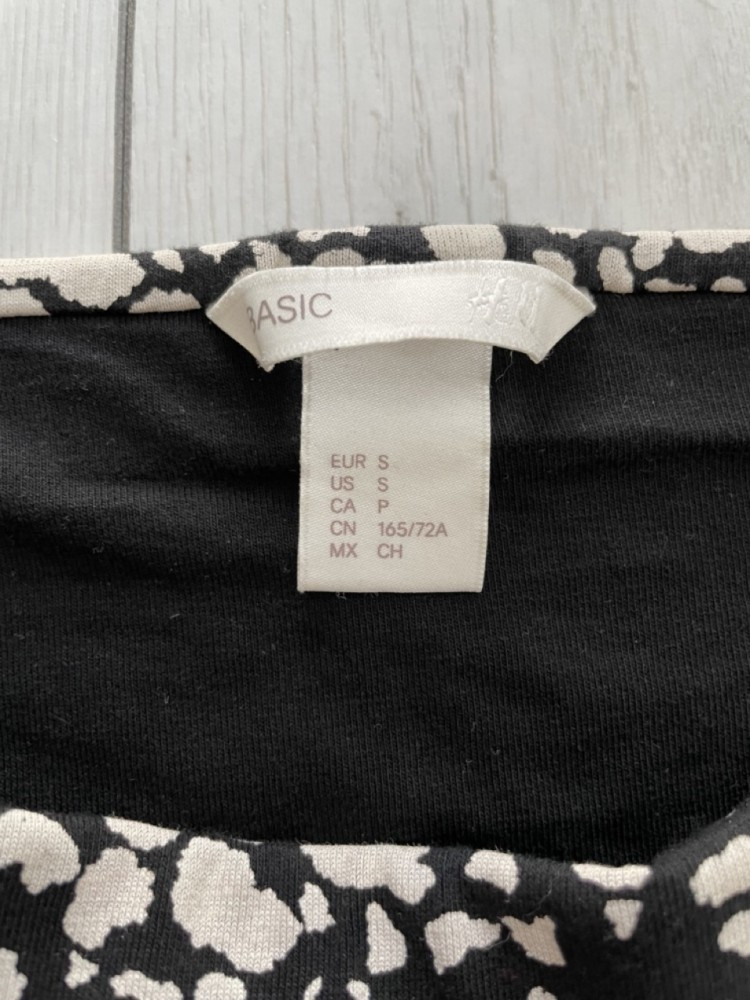 BASIC H&M
EUR S
US S
CA P
CN 165/72A
MX CH